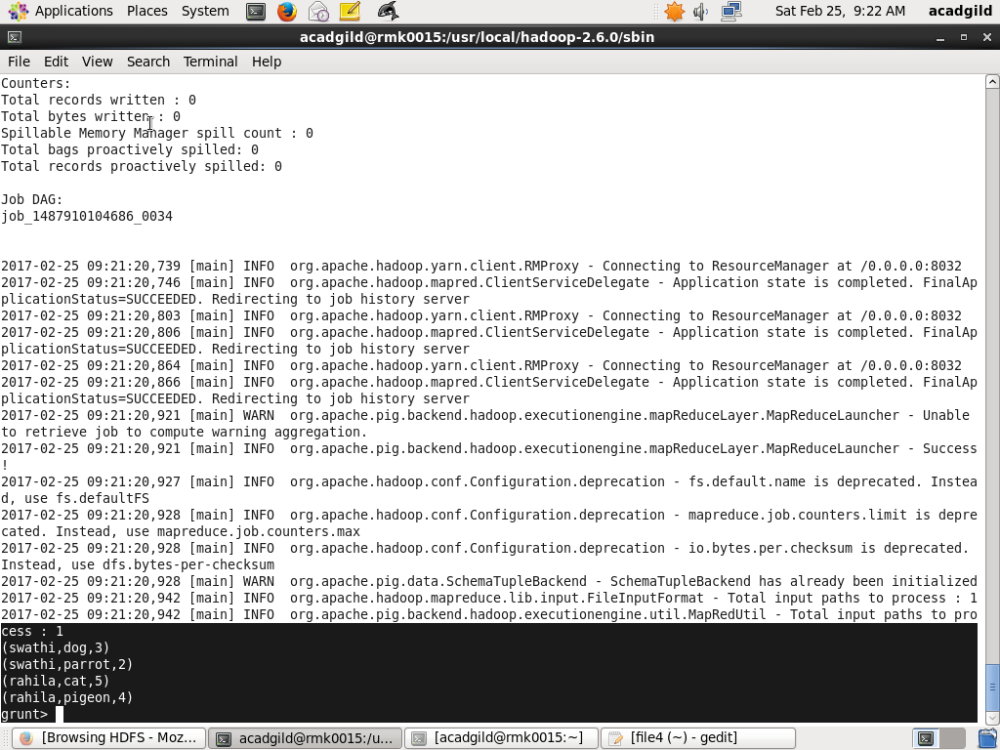 Applications Places System Sat Feb 25, 9:22 AM acadgild
acadgild@rmk0015:/usr/local/hadoop-2.6.0/sbin
File Edit View Search Terminal Help
Counters:
Total records written : 0
Total bytes written : 0
Spillable Memory Manager spill count : 0
Total bags proactively spilled: 0
Total records proactively spilled: 0
Job DAG:
job_1487910104686_0034
2017-02-25 09:21:20,739 [main] INFO  org.apache.hadoop.yarn.client.RMProxy - Connecting to ResourceManager at /0.0.0.0:8032
2017-02-25 09:21:20,746 [main] INFO  org.apache.hadoop.mapred.ClientServiceDelegate - Application state is completed. FinalAp
plicationStatus=SUCCEEDED. Redirecting to job history server
2017-02-25 09:21:20,803 [main] INFO  org.apache.hadoop.yarn.client.RMProxy - Connecting to ResourceManager at /0.0.0.0:8032
2017-02-25 09:21:20,806 [main] INFO  org.apache.hadoop.mapred.ClientServiceDelegate - Application state is completed. FinalAp
plicationStatus=SUCCEEDED. Redirecting to job history server
2017-02-25 09:21:20,864 [main] INFO  org.apache.hadoop.yarn.client.RMProxy - Connecting to ResourceManager at /0.0.0.0:8032
2017-02-25 09:21:20,866 [main] INFO  org.apache.hadoop.mapred.ClientServiceDelegate - Application state is completed. FinalAp
plicationStatus=SUCCEEDED. Redirecting to job history server
2017-02-25 09:21:20,921 [main] WARN  org.apache.pig.backend.hadoop.executionengine.mapReduceLayer.MapReduceLauncher - Unable
to retrieve job to compute warning aggregation.
2017-02-25 09:21:20,921 [main] INFO  org.apache.pig.backend.hadoop.executionengine.mapReduceLayer.MapReduceLauncher - Success
!
2017-02-25 09:21:20,927 [main] INFO  org.apache.hadoop.conf.Configuration.deprecation - fs.default.name is deprecated. Instea
d, use fs.defaultFS
2017-02-25 09:21:20,928 [main] INFO  org.apache.hadoop.conf.Configuration.deprecation - mapreduce.job.counters.limit is depre
cated. Instead, use mapreduce.job.counters.max
2017-02-25 09:21:20,928 [main] INFO  org.apache.hadoop.conf.Configuration.deprecation - io.bytes.per.checksum is deprecated.
Instead, use dfs.bytes-per-checksum
2017-02-25 09:21:20,928 [main] WARN  org.apache.pig.data.SchemaTupleBackend - SchemaTupleBackend has already been initialized
2017-02-25 09:21:20,942 [main] INFO  org.apache.hadoop.mapreduce.lib.input.FileInputFormat - Total input paths to process : 1
2017-02-25 09:21:20,942 [main] INFO  org.apache.pig.backend.hadoop.executionengine.util.MapRedUtil - Total input paths to pro
cess : 1
(swathi,dog,3)
(swathi,parrot,2)
(rahila,cat,5)
(rahila,pigeon,4)
grunt>
[Browsing HDFS - Moz... acadgild@rmk0015:/u... [acadgild@rmk0015:~] [file4 (~) - gedit]